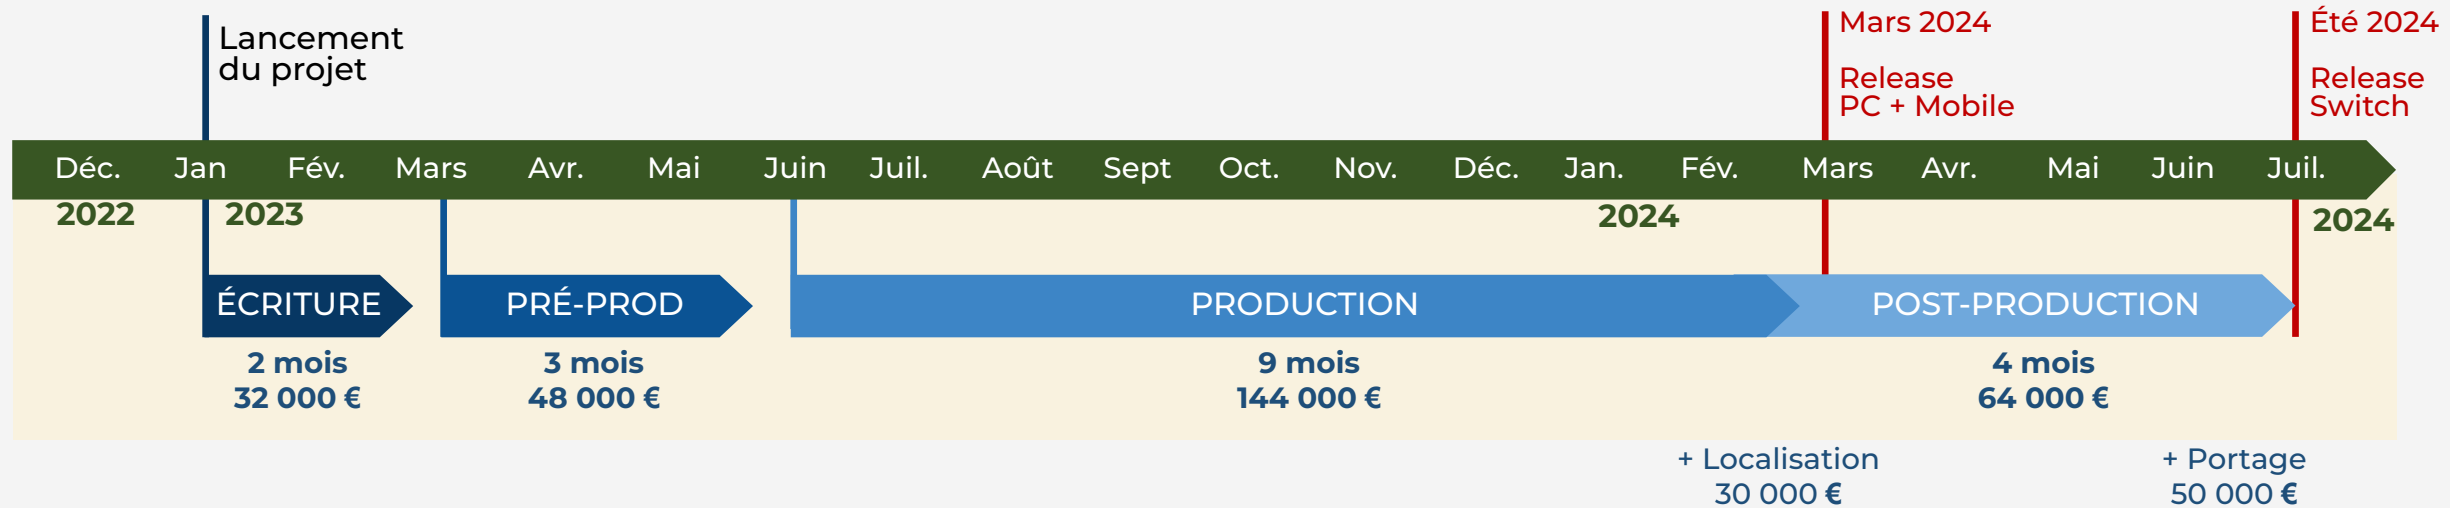 Lancement
du projet
Mars 2024
Release
PC + Mobile
Été 2024
Release
Switch
Déc. Jan Fév. Mars Avr. Mai Juin Juil. Août Sept Oct. Nov. Déc. Jan. Fév. Mars Avr. Mai Juin Juil.
2022 2023 2024 2024
ÉCRITURE PRÉ-PROD PRODUCTION POST-PRODUCTION
2 mois
32 000 €
3 mois
48 000 €
9 mois
144 000 €
4 mois
64 000 €
+ Localisation
30 000 €
+ Portage
50 000 €